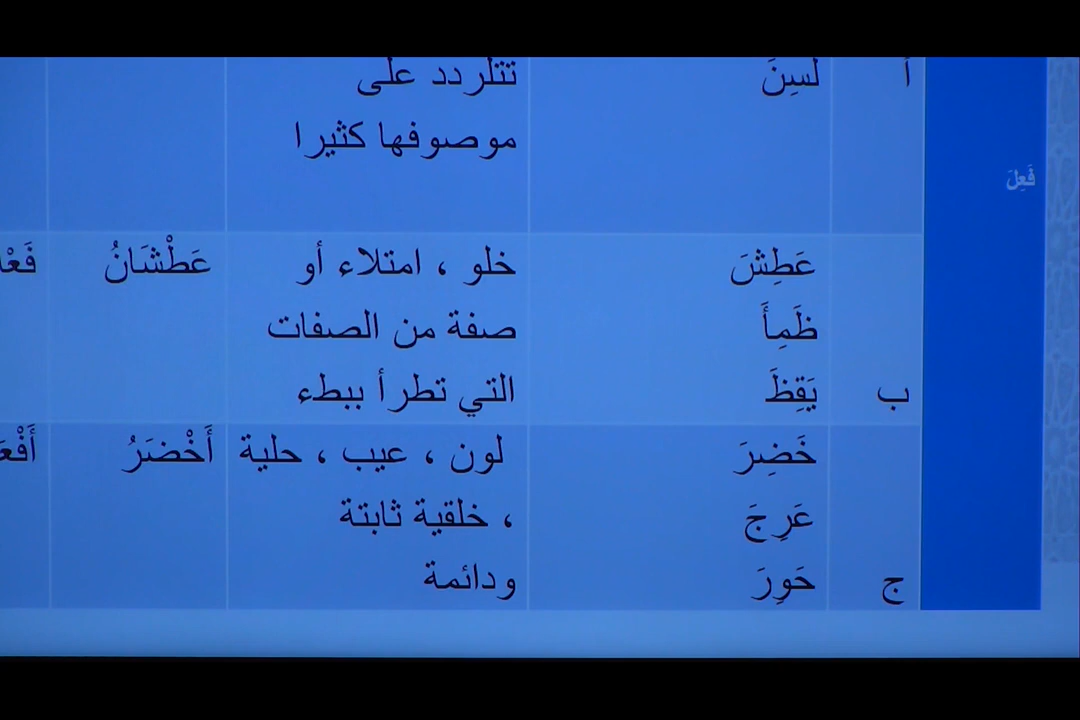 فَعِلَ
أ
لَسِنَ
تتلردد على
موصوفها كثيرا
ب
عَطِشَ
ظَمِأَ
يَقِظَ
خلو ، امتلاء أو
صفة من الصفات
التي تطرأ ببطء
عَطْشَانُ
ج
خَضِرَ
عَرِجَ
حَوِرَ
لون ، عيب ، حلية
، خلقية ثابتة
ودائمة
أَخْضَرُ